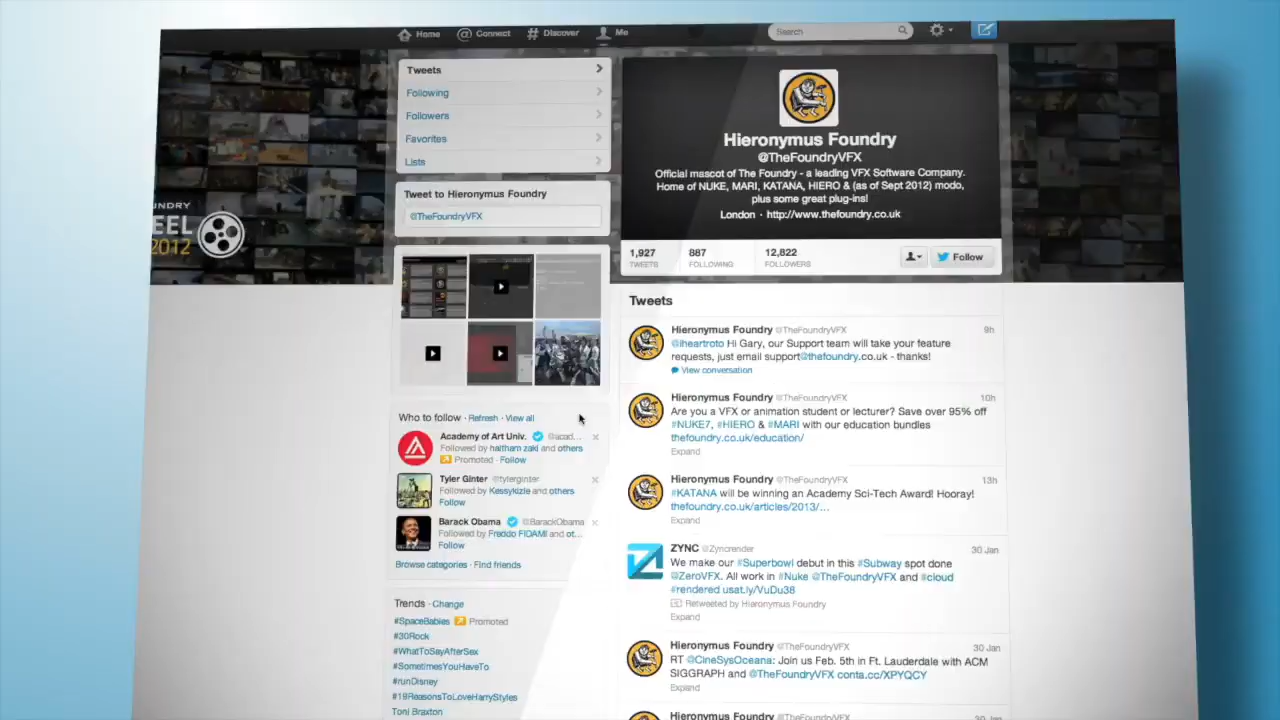 Home
Connect
Discover
Me
Search
Tweets
Following
Followers
Favorites
Lists
Tweet to Hieronymus Foundry
@TheFoundryVFX
UNDRY
EEL
2012
Hieronymus Foundry
@TheFoundryVFX
Official mascot of The Foundry - a leading VFX Software Company.
Home of NUKE, MARI, KATANA, HIERO & (as of Sept 2012) modo,
plus some great plug-ins!
London · http://www.thefoundry.co.uk
1,927
TWEETS
887
FOLLOWING
12,822
FOLLOWERS
Follow
Who to follow · Refresh · View all
Academy of Art Univ. @acad...
Followed by haitham zaki and others
Promoted · Follow
Tyler Ginter @tylerginter
Followed by Kessykizle and others
Follow
Barack Obama @BarackObama
Followed by Freddo FIDAMI and ot...
Follow
Browse categories · Find friends
Trends · Change
#SpaceBabies Promoted
#30Rock
#WhatToSayAfterSex
#SometimesYouHaveTo
#runDisney
#19ReasonsToLoveHarryStyles
Toni Braxton
Tweets
Hieronymus Foundry @TheFoundryVFX 9h
@iheartroto Hi Gary, our Support team will take your feature
requests, just email support@thefoundry.co.uk - thanks!
View conversation
Hieronymus Foundry @TheFoundryVFX 10h
Are you a VFX or animation student or lecturer? Save over 95% off
#NUKE7, #HIERO & #MARI with our education bundles
thefoundry.co.uk/education/
Expand
Hieronymus Foundry @TheFoundryVFX 13h
#KATANA will be winning an Academy Sci-Tech Award! Hooray!
thefoundry.co.uk/articles/2013/...
Expand
ZYNC @Zyncrender 30 Jan
We make our #Superbowl debut in this #Subway spot done
@ZeroVFX. All work in #Nuke @TheFoundryVFX and #cloud
#rendered usat.ly/VuDu38
Retweeted by Hieronymus Foundry
Expand
Hieronymus Foundry @TheFoundryVFX 30 Jan
RT @CineSysOceana: Join us Feb. 5th in Ft. Lauderdale with ACM
SIGGRAPH and @TheFoundryVFX conta.cc/XPYQCY
Expand
Hieronymus Foundry @TheFoundryVFX 30 Jan